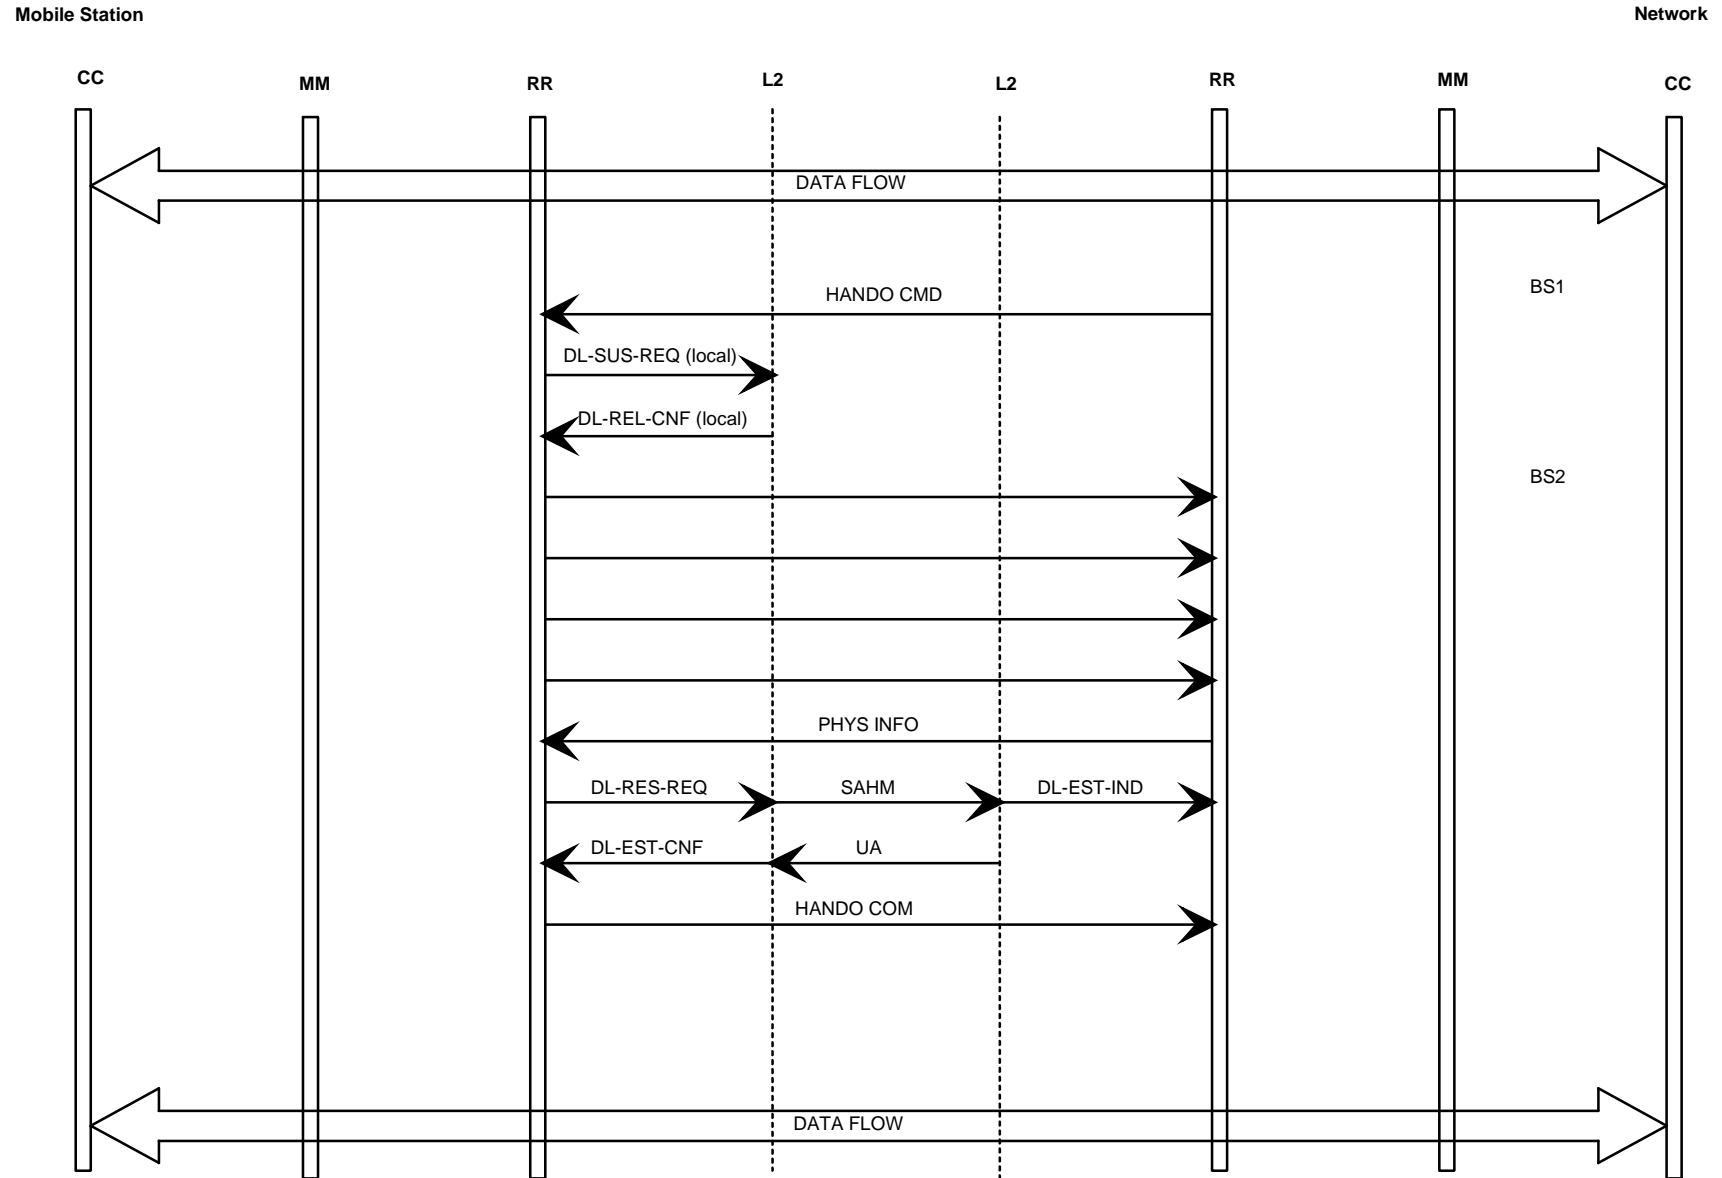 Mobile Station
Network
CC
MM
RR
L2
L2
RR
MM
CC
DATA FLOW
BS1
HANDO CMD
DL-SUS-REQ (local)
DL-REL-CNF (local)
BS2
PHYS INFO
DL-RES-REQ
SAHM
DL-EST-IND
DL-EST-CNF
UA
HANDO COM
DATA FLOW